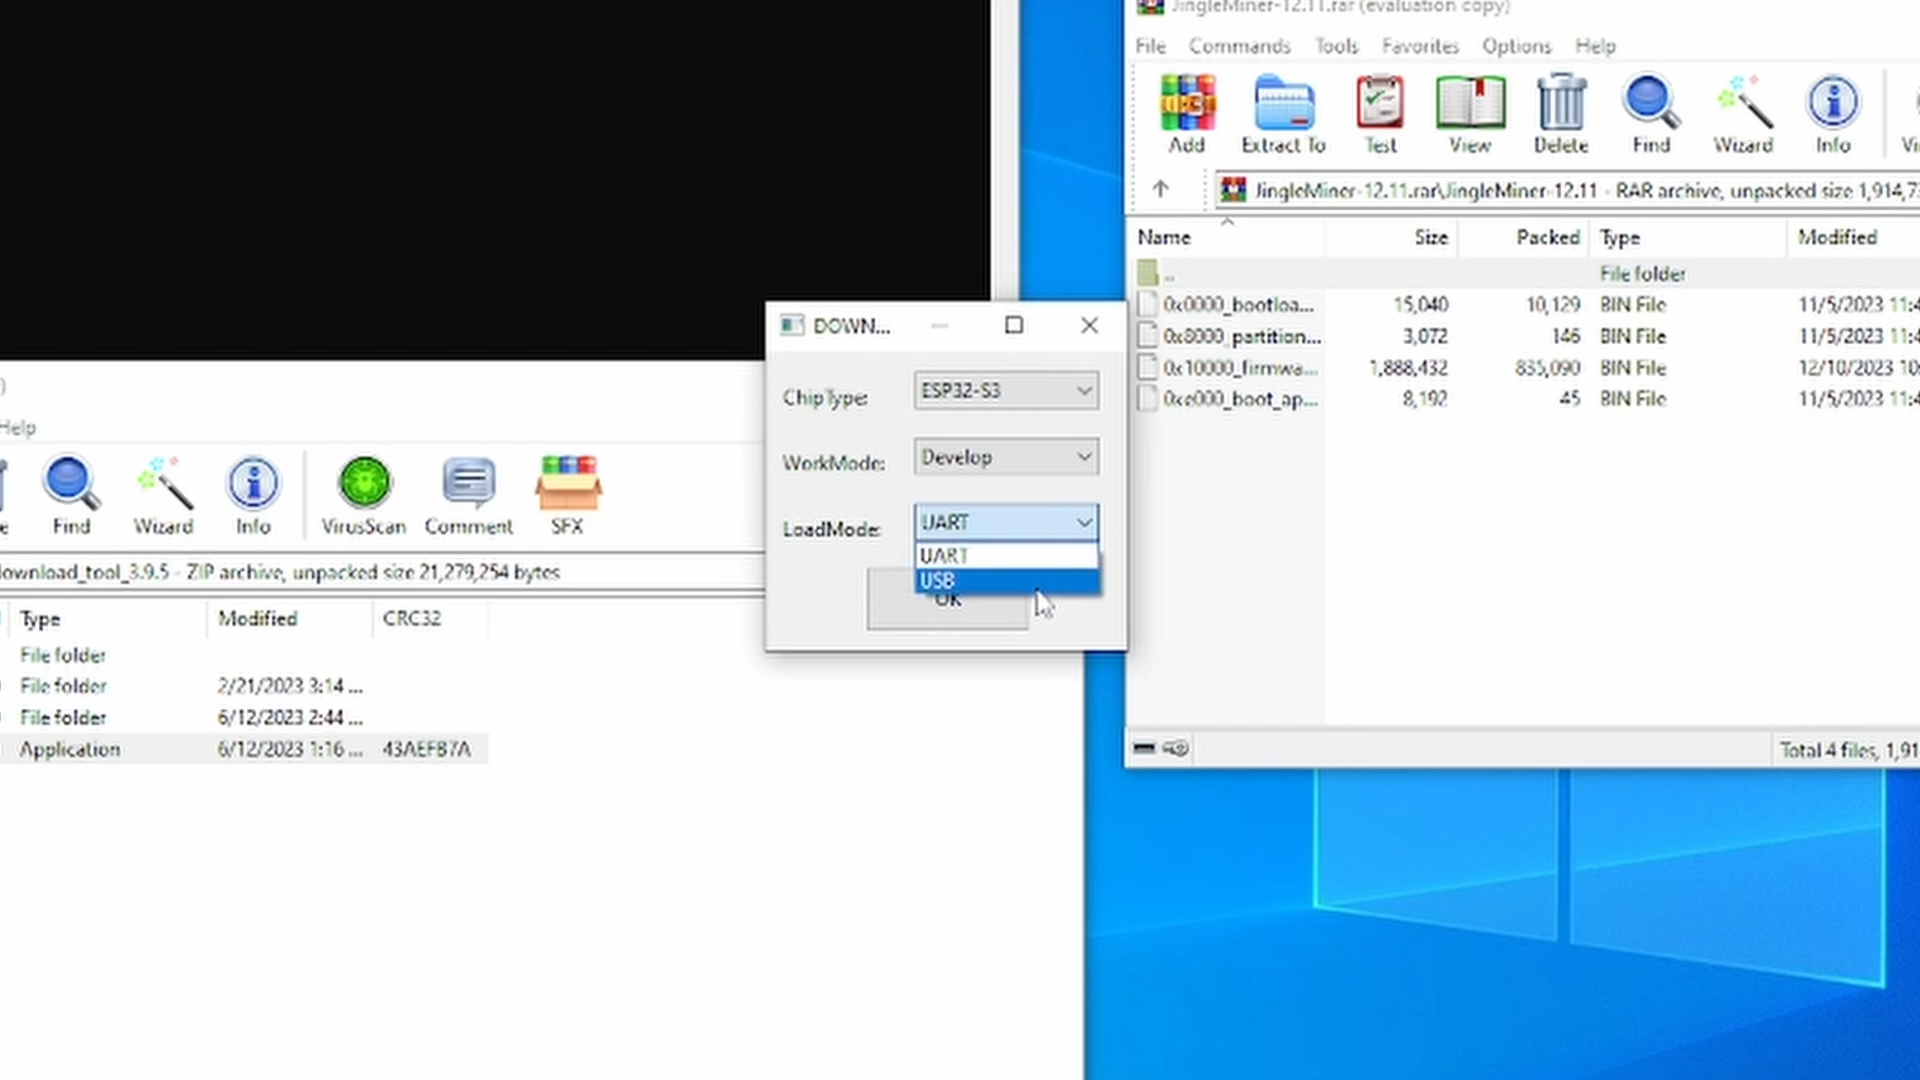 JingleMiner-12.11.rar (evaluation copy)
File Commands Tools Favorites Options Help
Add Extract To Test View Delete Find Wizard Info
JingleMiner-12.11.rar\JingleMiner-12.11 - RAR archive, unpacked size 1,914,7
Name Size Packed Type Modified
.. File folder
0x0000_bootloa... 15,040 10,129 BIN File 11/5/2023 11:4
0x8000_partition... 3,072 146 BIN File 11/5/2023 11:4
0x10000_firmwa... 1,888,432 835,090 BIN File 12/10/2023 10:
0xe000_boot_ap... 8,192 45 BIN File 11/5/2023 11:4
Total 4 files, 1,91
DOWN...
ChipType: ESP32-S3
WorkMode: Develop
LoadMode: UART
UART
USB
OK
Help
Find Wizard Info VirusScan Comment SFX
ownload_tool_3.9.5 - ZIP archive, unpacked size 21,279,254 bytes
Type Modified CRC32
File folder
File folder 2/21/2023 3:14 ...
File folder 6/12/2023 2:44 ...
Application 6/12/2023 1:16 ... 43AEFB7A